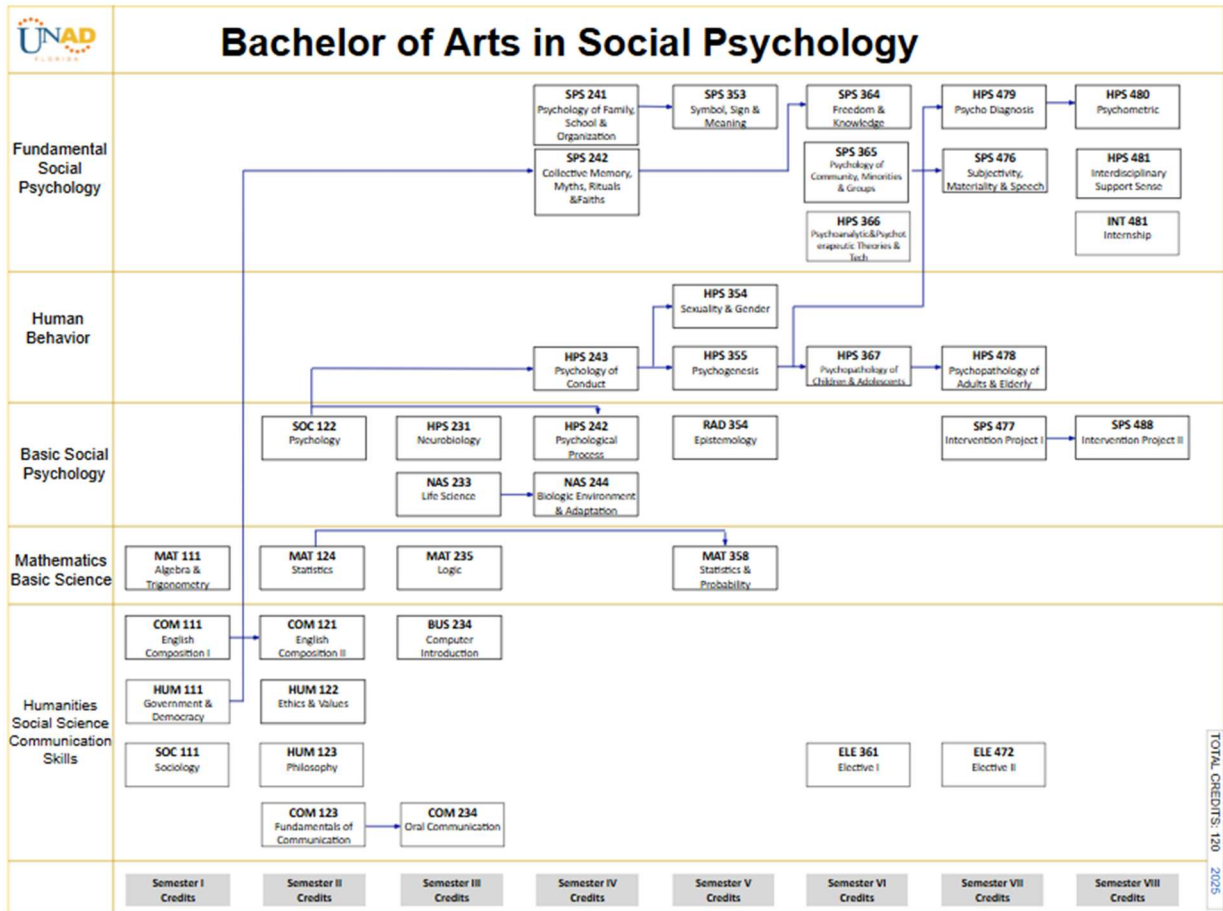 UNAD
FLORIDA
Bachelor of Arts in Social Psychology
Fundamental
Social
Psychology
SPS 241
Psychology of Family,
School &
Organization
SPS 353
Symbol, Sign &
Meaning
SPS 364
Freedom &
Knowledge
HPS 479
Psycho Diagnosis
HPS 480
Psychometric
SPS 242
Collective Memory,
Myths, Rituals
&Faiths
SPS 365
Psychology of
Community, Minorities
& Groups
SPS 476
Subjectivity,
Materiality & Speech
HPS 481
Interdisciplinary
Support Sense
HPS 366
Psychoanalytic&Psychot
erapeutic Theories &
Tech
INT 481
Internship
Human
Behavior
HPS 354
Sexuality & Gender
HPS 243
Psychology of
Conduct
HPS 355
Psychogenesis
HPS 367
Psychopathology of
Children & Adolescents
HPS 478
Psychopathology of
Adults & Elderly
Basic Social
Psychology
SOC 122
Psychology
HPS 231
Neurobiology
HPS 242
Psychological
Process
RAD 354
Epistemology
SPS 477
Intervention Project I
SPS 488
Intervention Project II
NAS 233
Life Science
NAS 244
Biologic Environment
& Adaptation
Mathematics
Basic Science
MAT 111
Algebra &
Trigonometry
MAT 124
Statistics
MAT 235
Logic
MAT 358
Statistics &
Probability
Humanities
Social Science
Communication
Skills
COM 111
English
Composition I
COM 121
English
Composition II
BUS 234
Computer
Introduction
HUM 111
Government &
Democracy
HUM 122
Ethics & Values
SOC 111
Sociology
HUM 123
Philosophy
ELE 361
Elective I
ELE 472
Elective II
COM 123
Fundamentals of
Communication
COM 234
Oral Communication
TOTAL CREDITS: 120 2025
Semester I
Credits
Semester II
Credits
Semester III
Credits
Semester IV
Credits
Semester V
Credits
Semester VI
Credits
Semester VII
Credits
Semester VIII
Credits